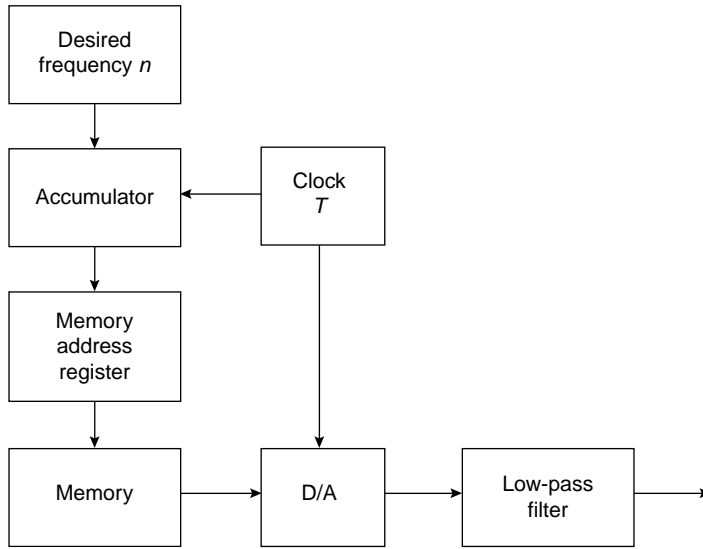 Desired
frequency n
Accumulator
Clock
T
Memory
address
register
Memory
D/A
Low-pass
filter